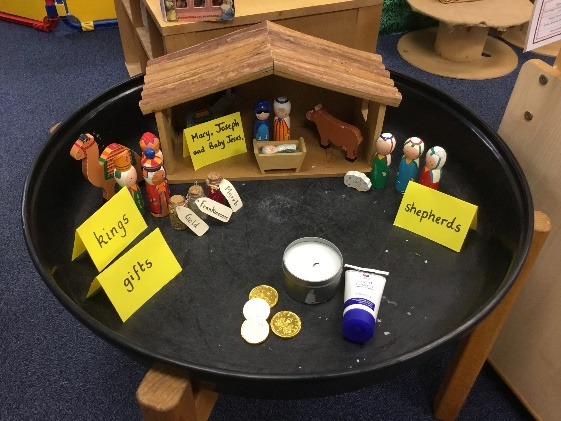 Mary, Joseph
and Baby Jesus.
Myrrh
Frankincense
Gold
kings
gifts
shepherds